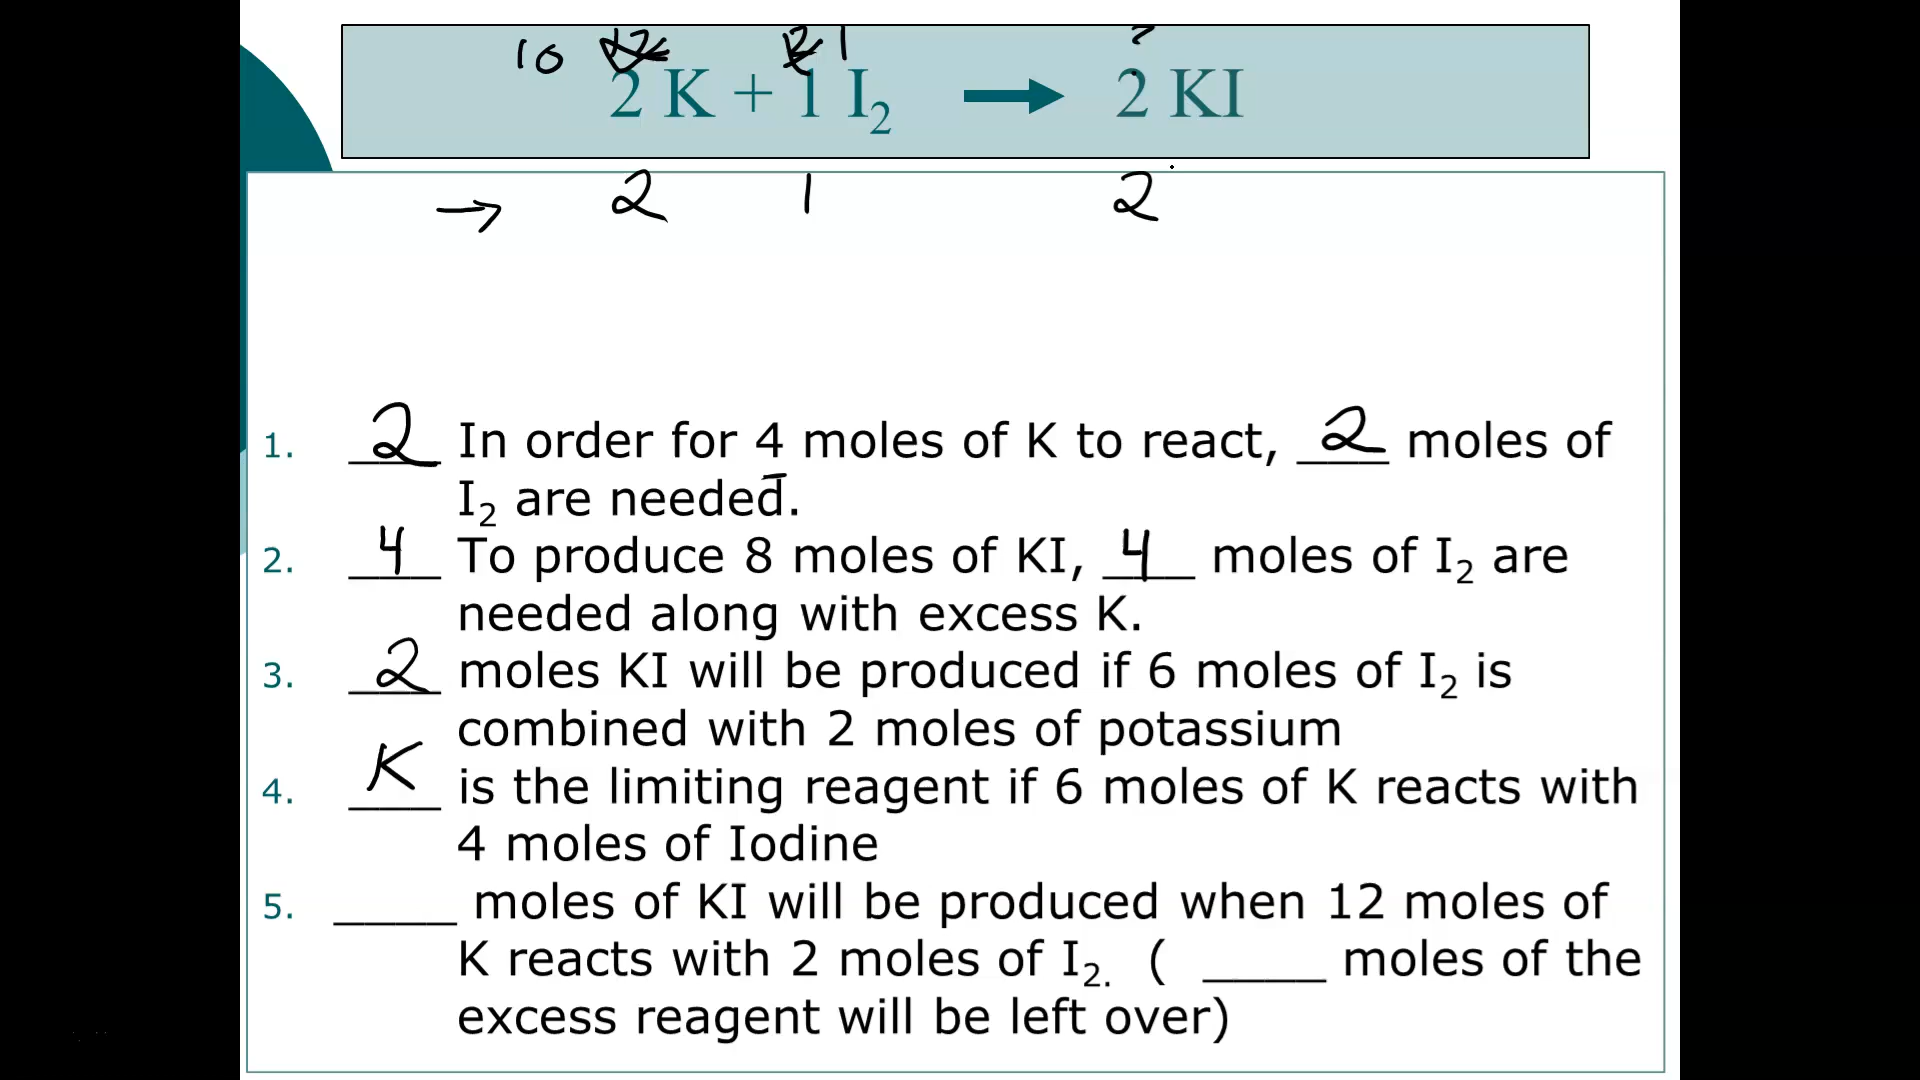 10 12 2 1 ?
2 K + 1 I₂ → 2 KI
→ 2 1 2
1. 2 In order for 4 moles of K to react, 2 moles of
I₂ are needed.
2. 4 To produce 8 moles of KI, 4 moles of I₂ are
needed along with excess K.
3. 2 moles KI will be produced if 6 moles of I₂ is
combined with 2 moles of potassium
4. K is the limiting reagent if 6 moles of K reacts with
4 moles of Iodine
5. ____ moles of KI will be produced when 12 moles of
K reacts with 2 moles of I₂. ( ____ moles of the
excess reagent will be left over)